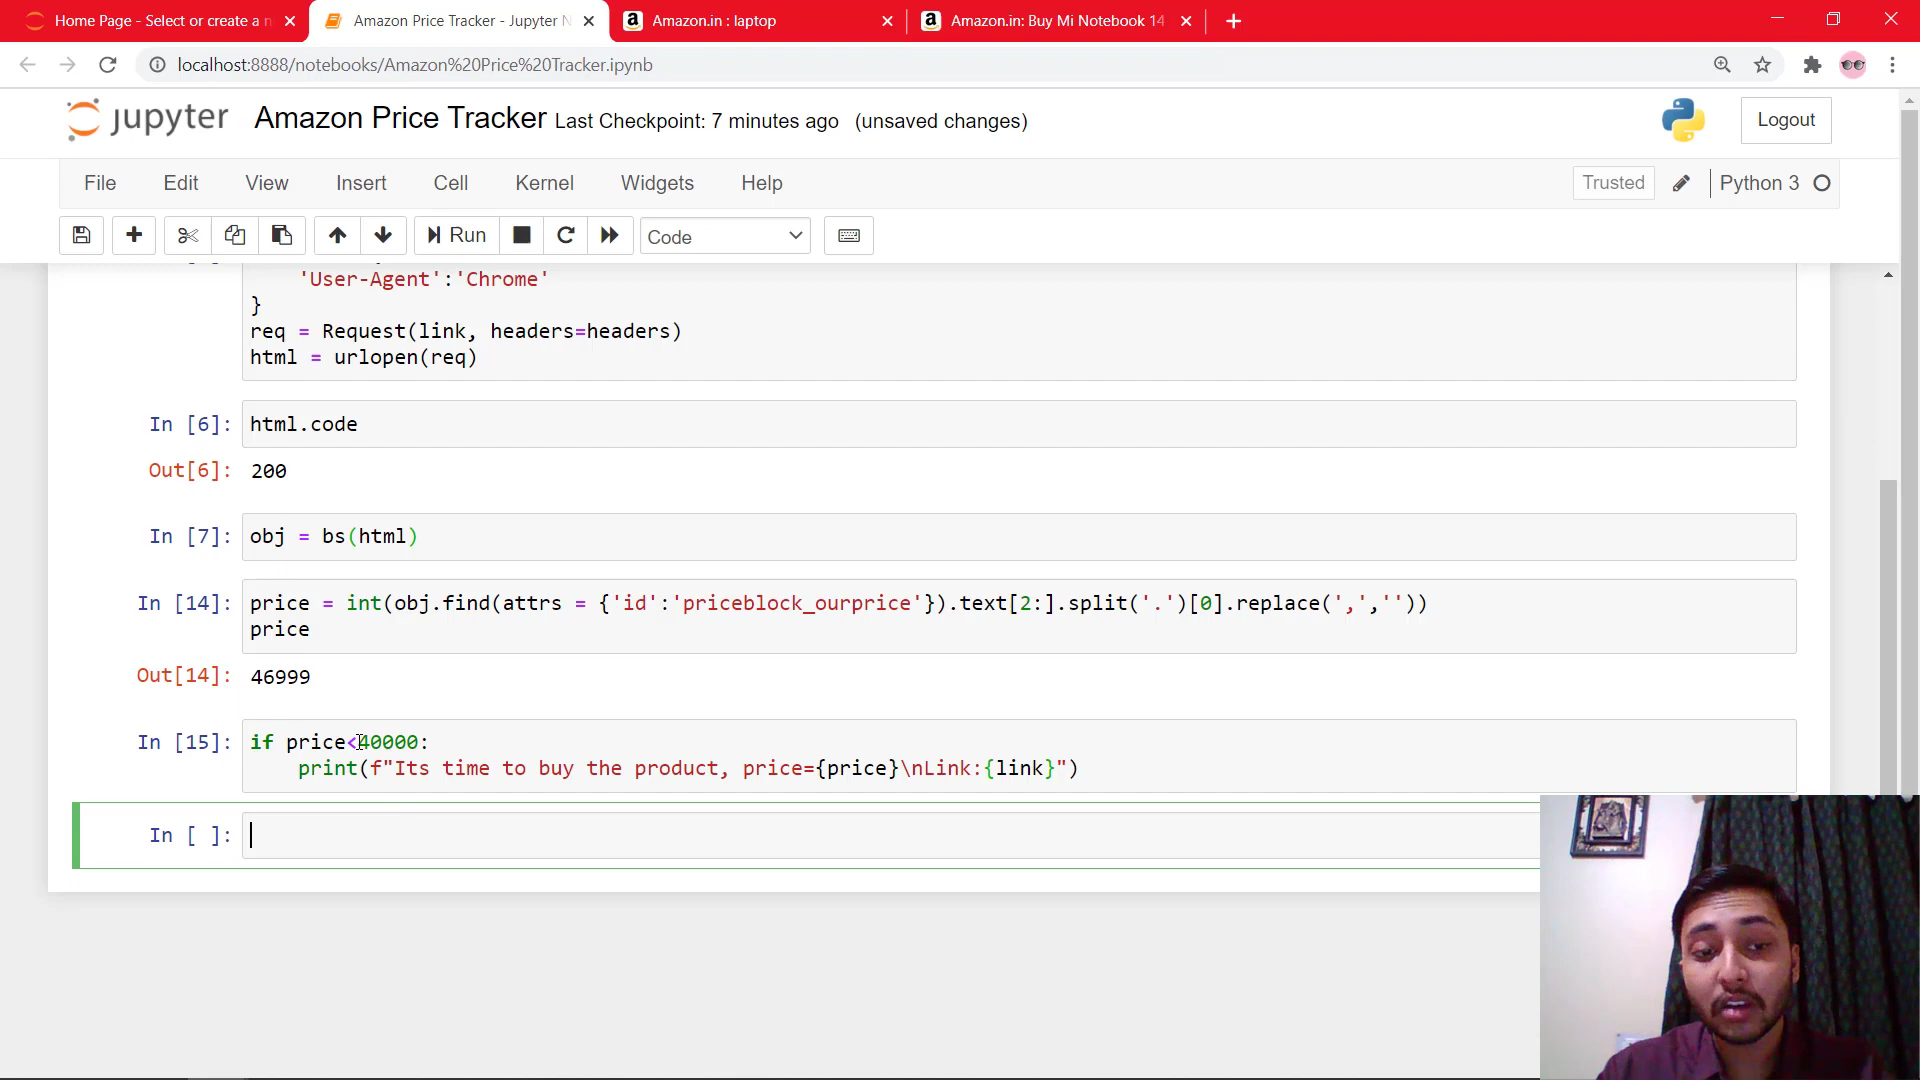 Home Page - Select or create a n
Amazon Price Tracker - Jupyter N
Amazon.in : laptop
Amazon.in: Buy Mi Notebook 14
localhost:8888/notebooks/Amazon%20Price%20Tracker.ipynb
jupyter Amazon Price Tracker Last Checkpoint: 7 minutes ago (unsaved changes)
Logout
File Edit View Insert Cell Kernel Widgets Help
Trusted
Python 3
Run
Code
'User-Agent':'Chrome'
}
req = Request(link, headers=headers)
html = urlopen(req)
In [6]: html.code
Out[6]: 200
In [7]: obj = bs(html)
In [14]: price = int(obj.find(attrs = {'id':'priceblock_ourprice'}).text[2:].split('.')[0].replace(',',''))
price
Out[14]: 46999
In [15]: if price<40000:
print(f"Its time to buy the product, price={price}\nLink:{link}")
In [ ]: